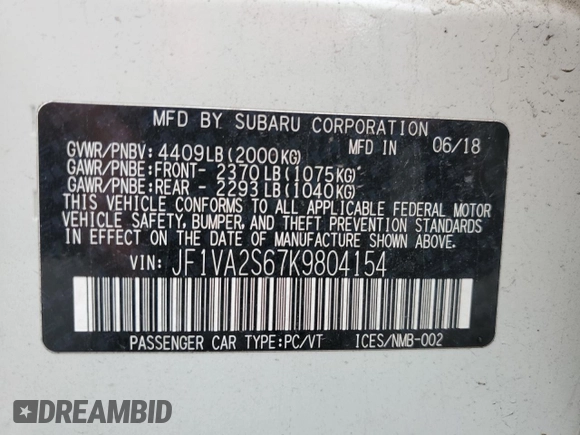 MFD BY SUBARU CORPORATION
GVWR/PNBV: 4409LB(2000KG) MFD IN 06/18
GAWR/PNBE:FRONT- 2370LB(1075KG)
GAWR/PNBE:REAR - 2293LB(1040KG)
THIS VEHICLE CONFORMS TO ALL APPLICABLE FEDERAL MOTOR
VEHICLE SAFETY, BUMPER, AND THEFT PREVENTION STANDARDS
IN EFFECT ON THE DATE OF MANUFACTURE SHOWN ABOVE.
VIN: JF1VA2S67K9804154
PASSENGER CAR TYPE:PC/VT ICES/NMB-002
DREAMBID